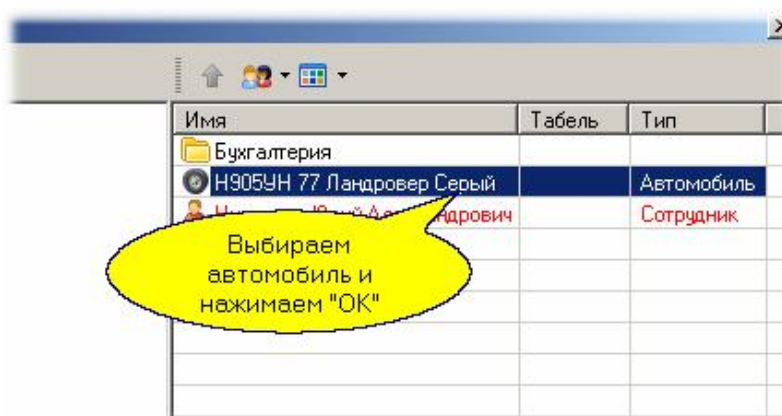 Имя Табель Тип
Бухгалтерия
Н905УН 77 Ландровер Серый Автомобиль
Сотрудник
Выбираем
автомобиль и
нажимаем "ОК"